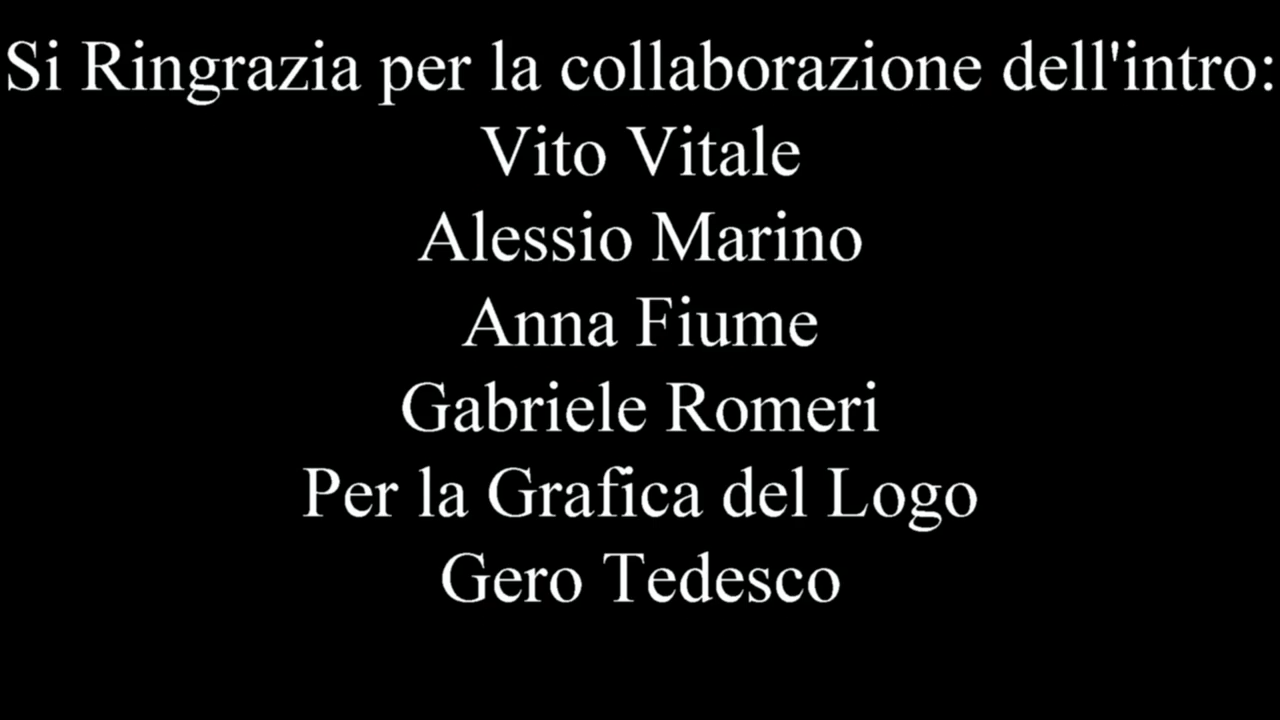 Si Ringrazia per la collaborazione dell'intro:
Vito Vitale
Alessio Marino
Anna Fiume
Gabriele Romeri
Per la Grafica del Logo
Gero Tedesco